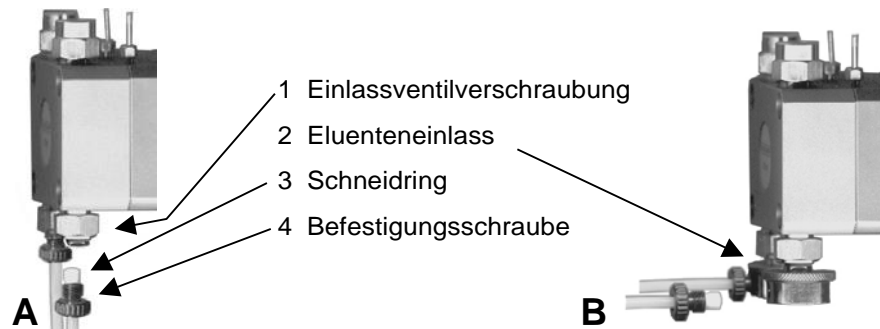 1 Einlassventilverschraubung
2 Eluenteneinlass
3 Schneidring
4 Befestigungsschraube
A
B